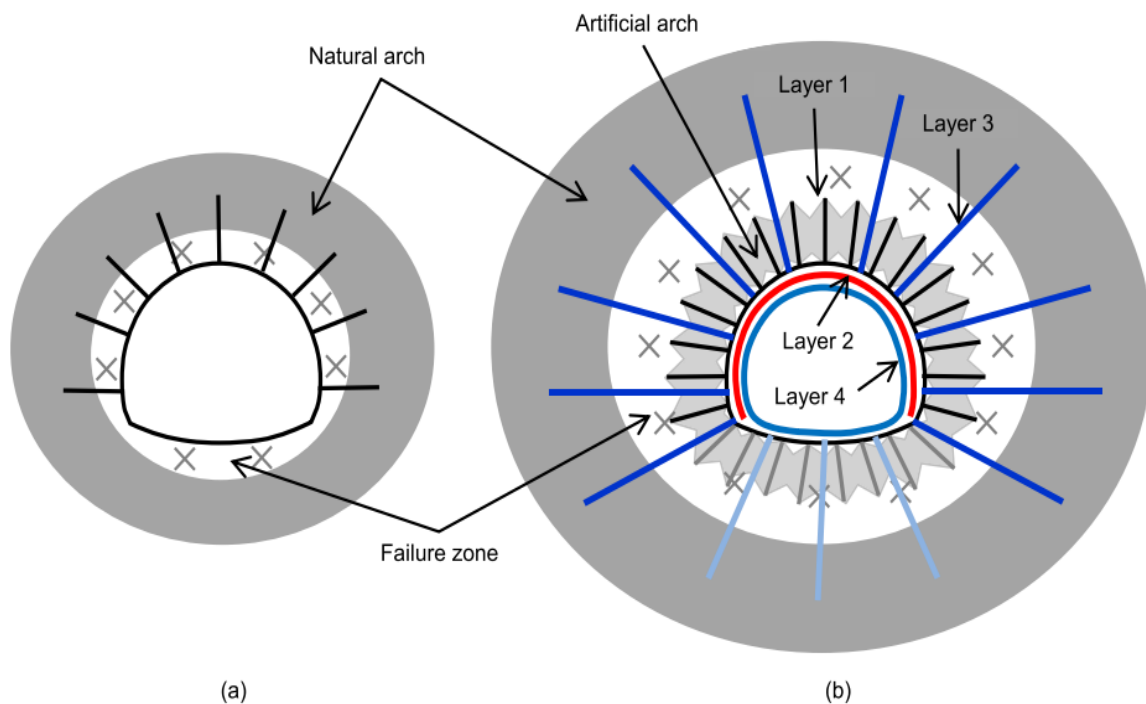 Artificial arch
Natural arch
Layer 1
Layer 3
Layer 2
Layer 4
Failure zone
(a)
(b)